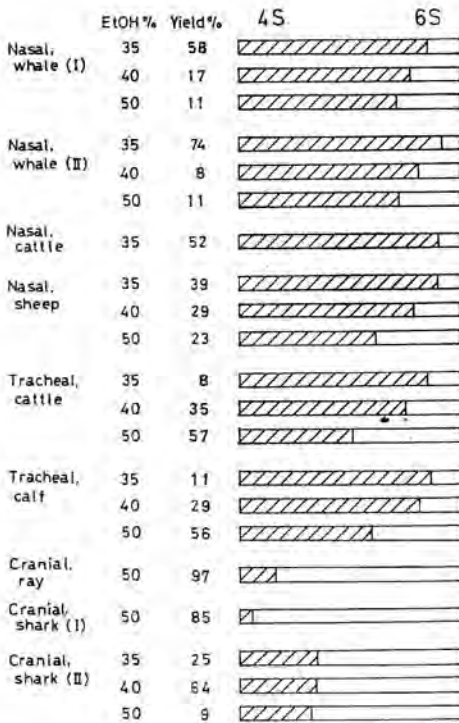 EtOH % Yield % 4S 6S
Nasal, 35 58
whale (I) 40 17
50 11
Nasal, 35 74
whale (II) 40 8
50 11
Nasal,
cattle 35 52
Nasal, 35 39
sheep 40 29
50 23
Tracheal, 35 8
cattle 40 35
50 57
Tracheal, 35 11
calf 40 29
50 56
Cranial,
ray 50 97
Cranial
shark (I) 50 85
Cranial, 35 25
shark (II) 40 64
50 9